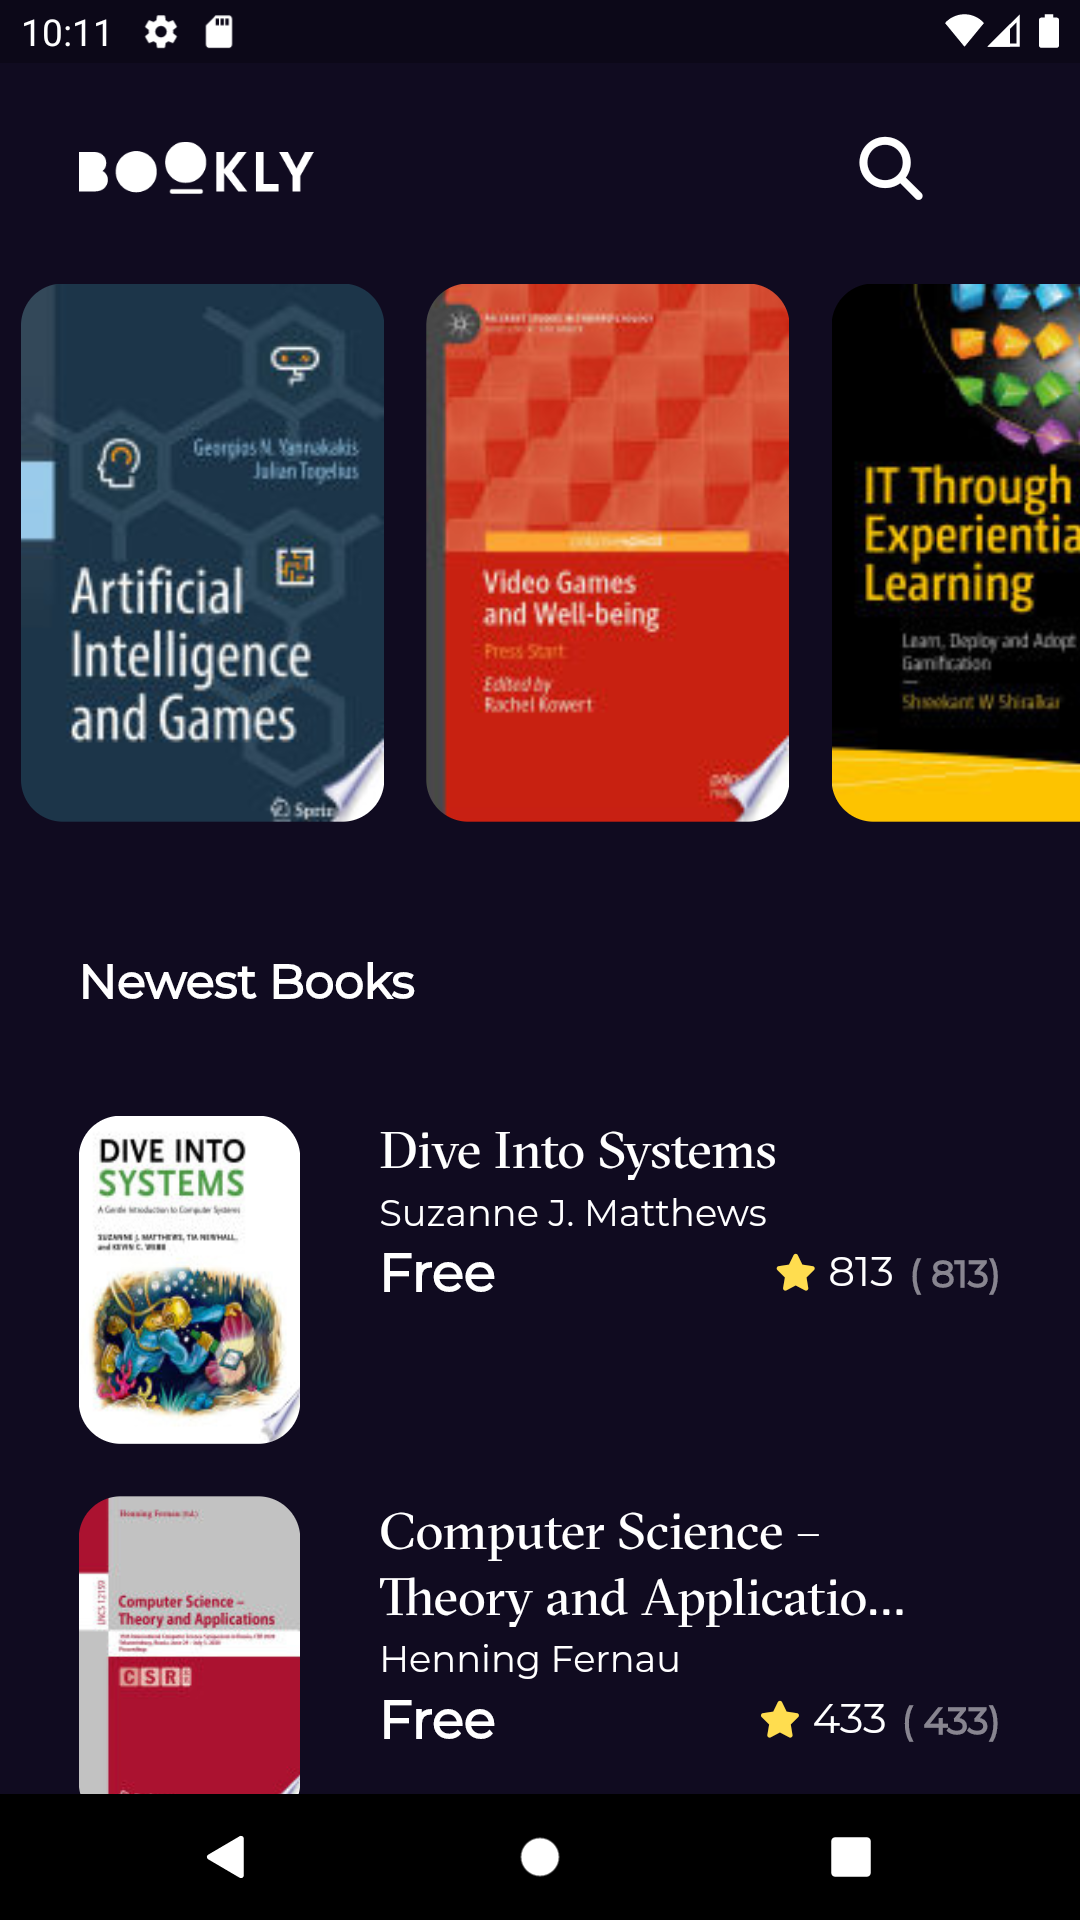 10:11
BOOKLY
Georgios N. Yannakakis
Julian Togelius
Artificial
Intelligence
and Games
Video Games
and Well-being
Press Start
Edited by
Rachel Kowert
IT Through
Experientia
Learning
Learn, Deploy and Adopt
Gamification
Shreekant W Shiralkar
Newest Books
DIVE INTO
SYSTEMS
A Gentle Introduction to Computer Systems
SUZANNE J. MATTHEWS, TIA NEWHALL,
and KEVIN C. WEBB
Dive Into Systems
Suzanne J. Matthews
Free
813 ( 813)
Henning Fernau (Ed.)
LNCS 12159
Computer Science –
Theory and Applications
CSR
Computer Science –
Theory and Applicatio...
Henning Fernau
Free
433 ( 433)